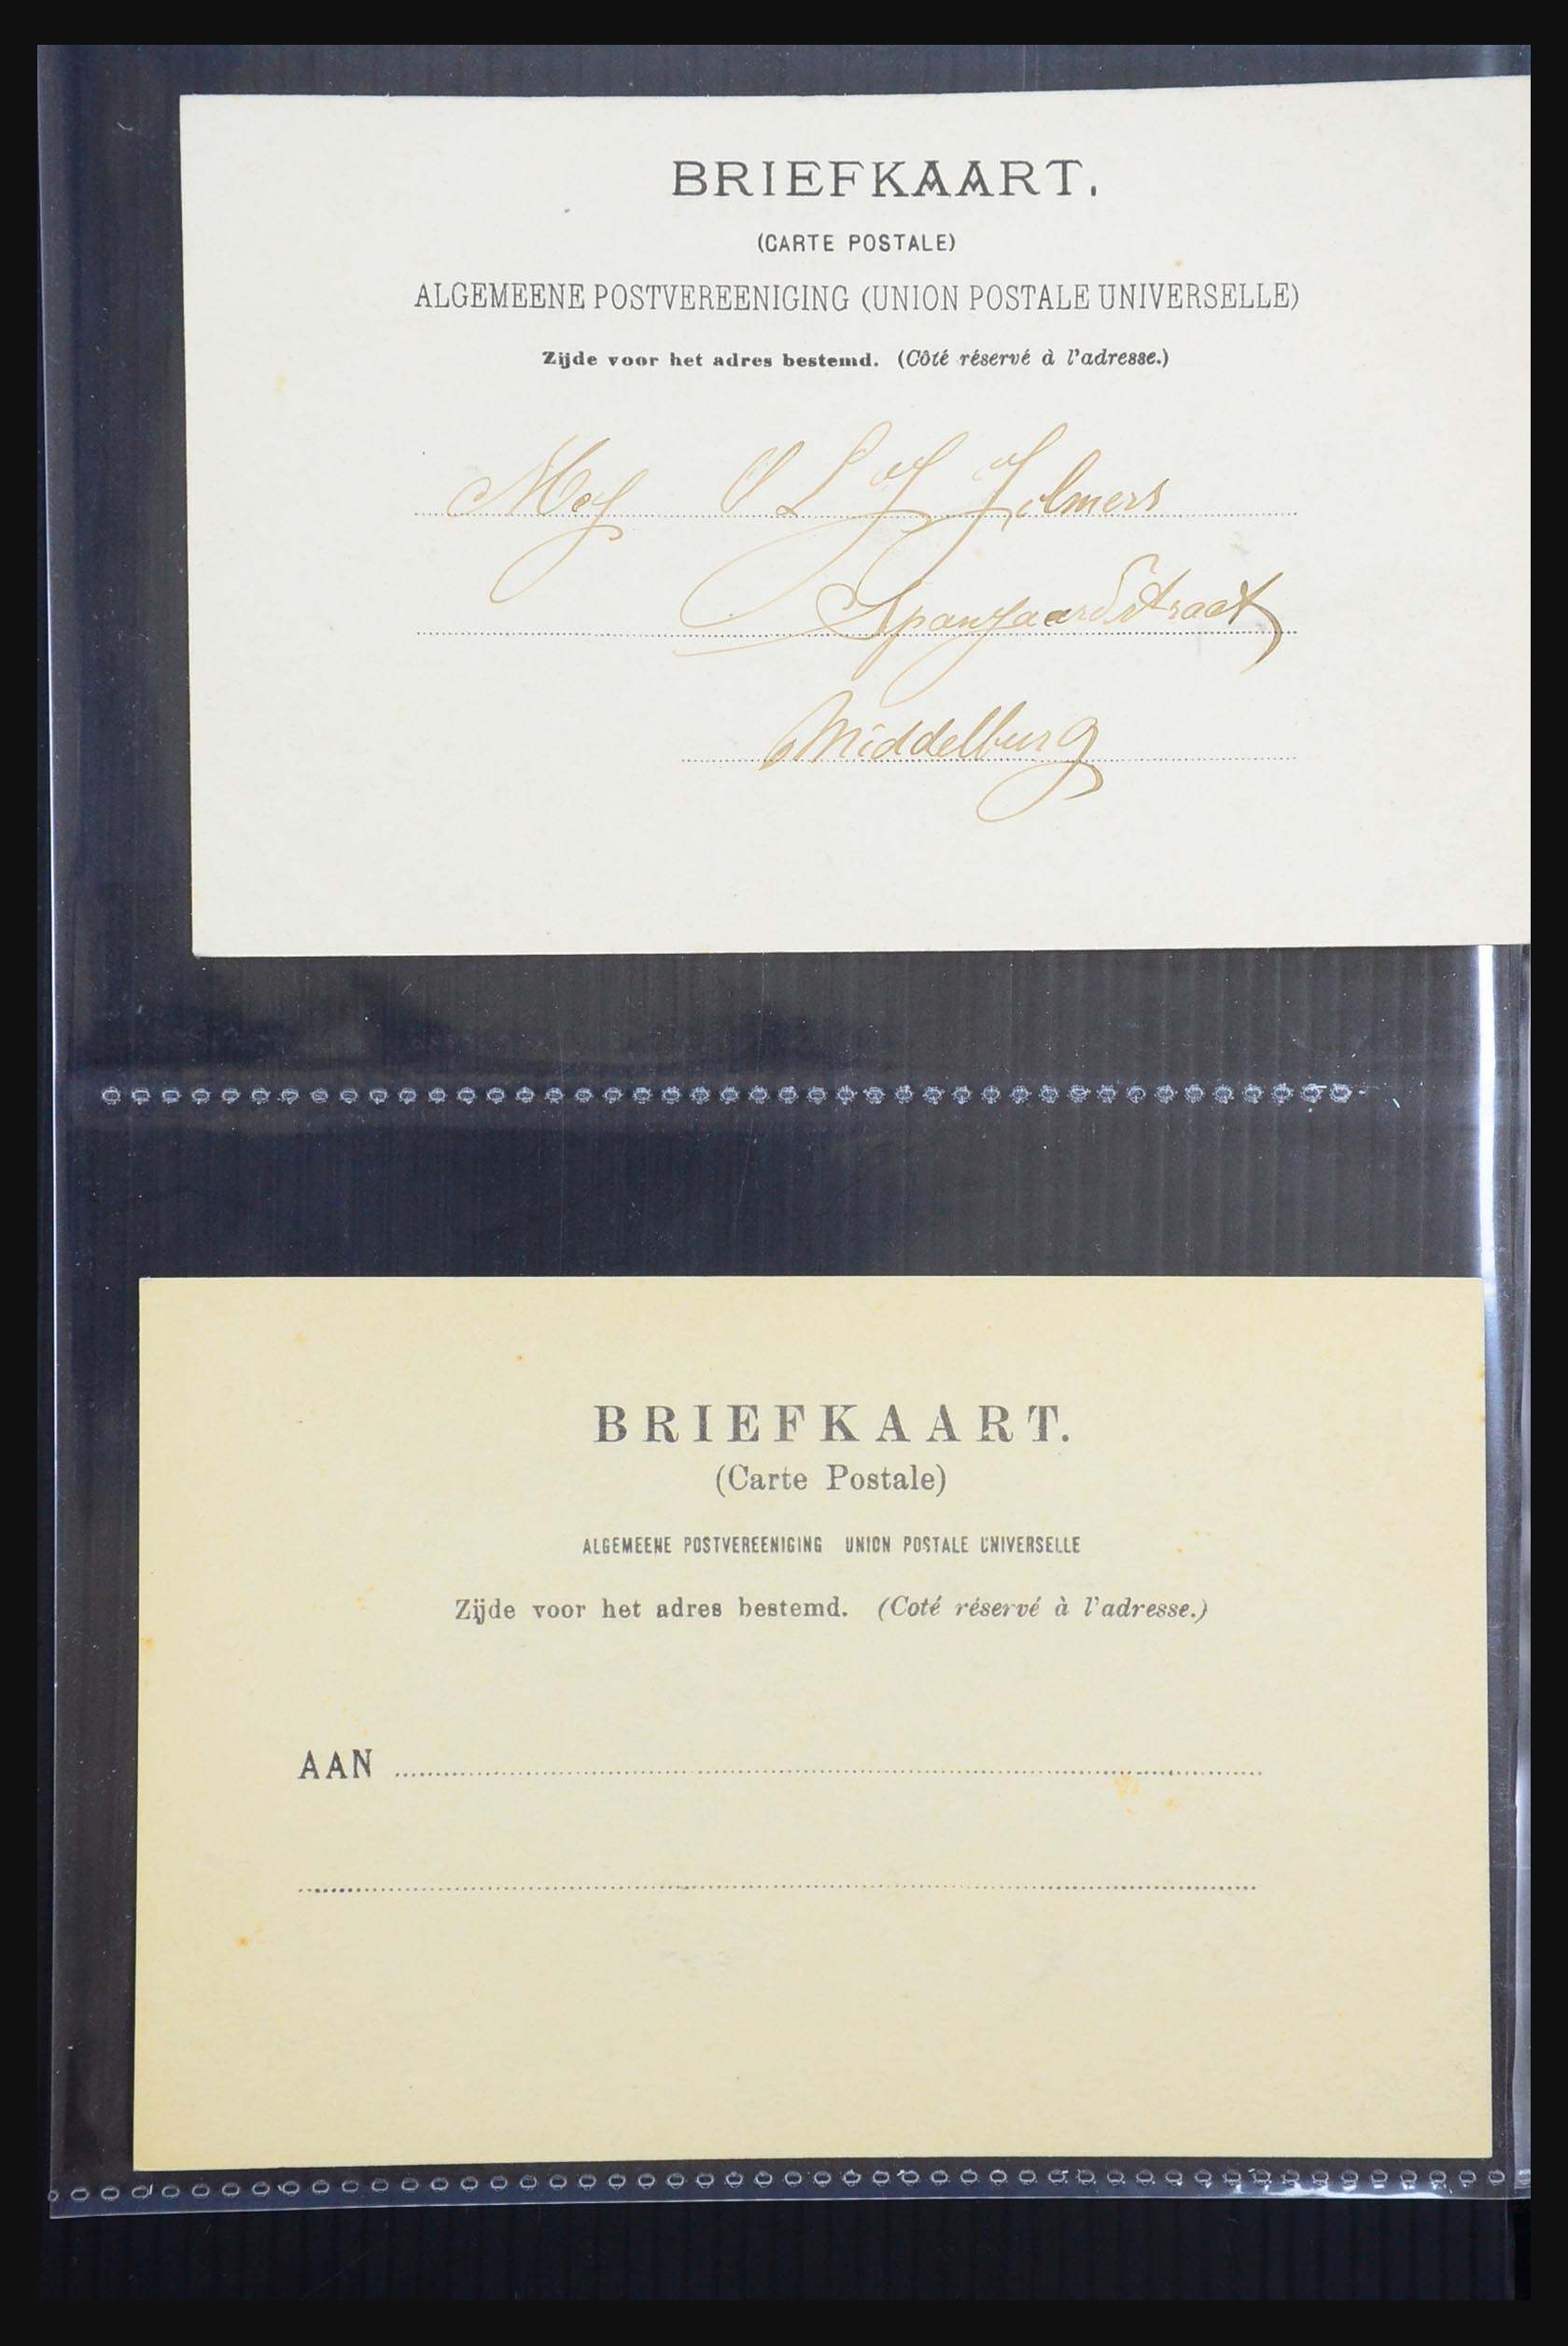 BRIEFKAART.
(CARTE POSTALE)
ALGEMEENE POSTVEREENIGING (UNION POSTALE UNIVERSELLE)
Zijde voor het adres bestemd. (Côté réservé à l'adresse.)
Mej
Spanjaardstraat
Middelburg
BRIEFKAART.
(Carte Postale)
ALGEMEENE POSTVEREENIGING UNION POSTALE UNIVERSELLE
Zijde voor het adres bestemd. (Coté réservé à l'adresse.)
AAN